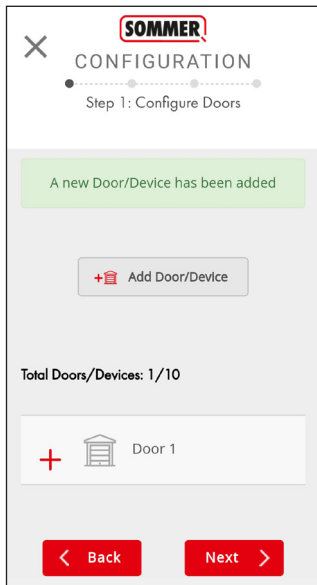 SOMMER
CONFIGURATION
Step 1: Configure Doors
A new Door/Device has been added
Add Door/Device
Total Doors/Devices: 1/10
Door 1
Back
Next